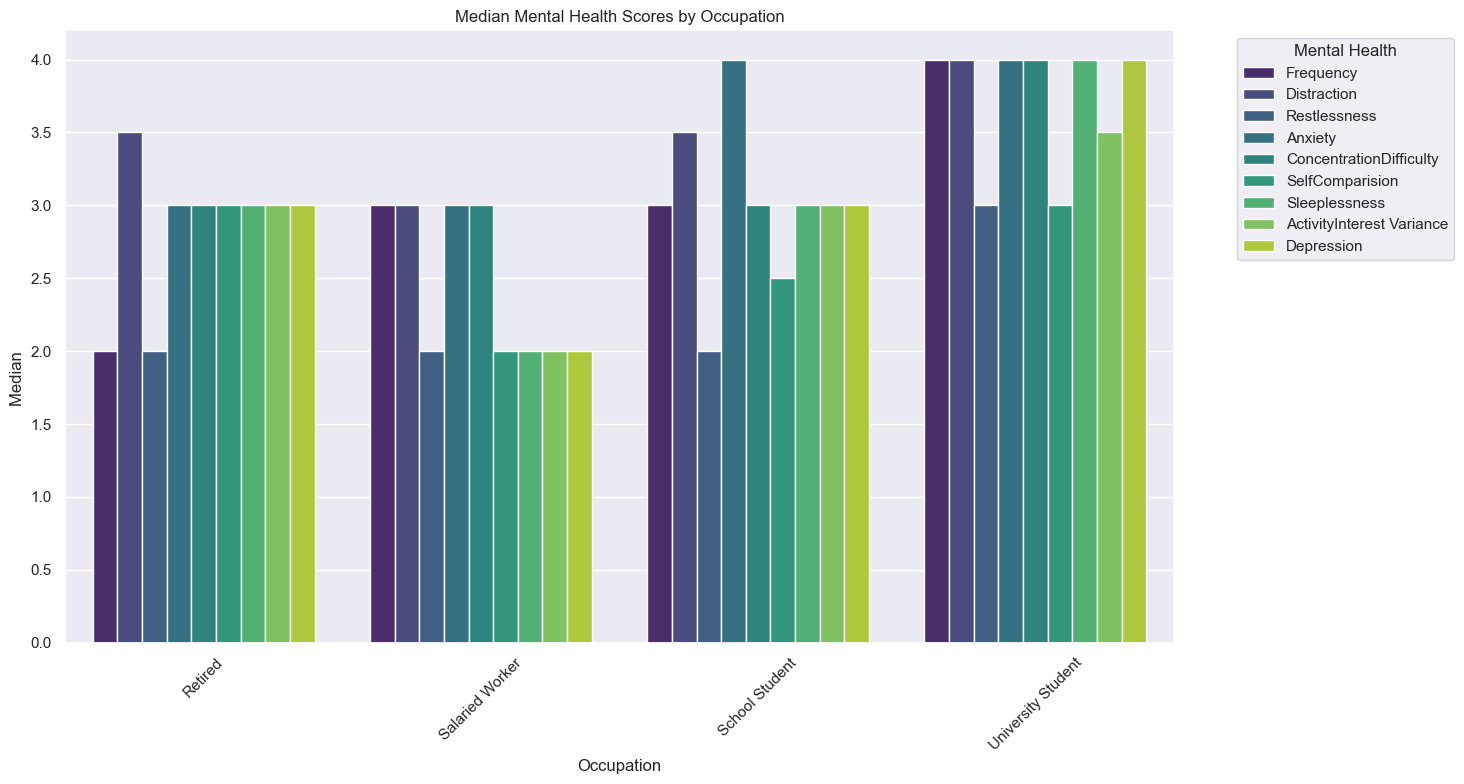 Median Mental Health Scores by Occupation
Median
4.0
3.5
3.0
2.5
2.0
1.5
1.0
0.5
0.0
Retired
Salaried Worker
School Student
University Student
Occupation
Mental Health
Frequency
Distraction
Restlessness
Anxiety
ConcentrationDifficulty
SelfComparision
Sleeplessness
ActivityInterest Variance
Depression